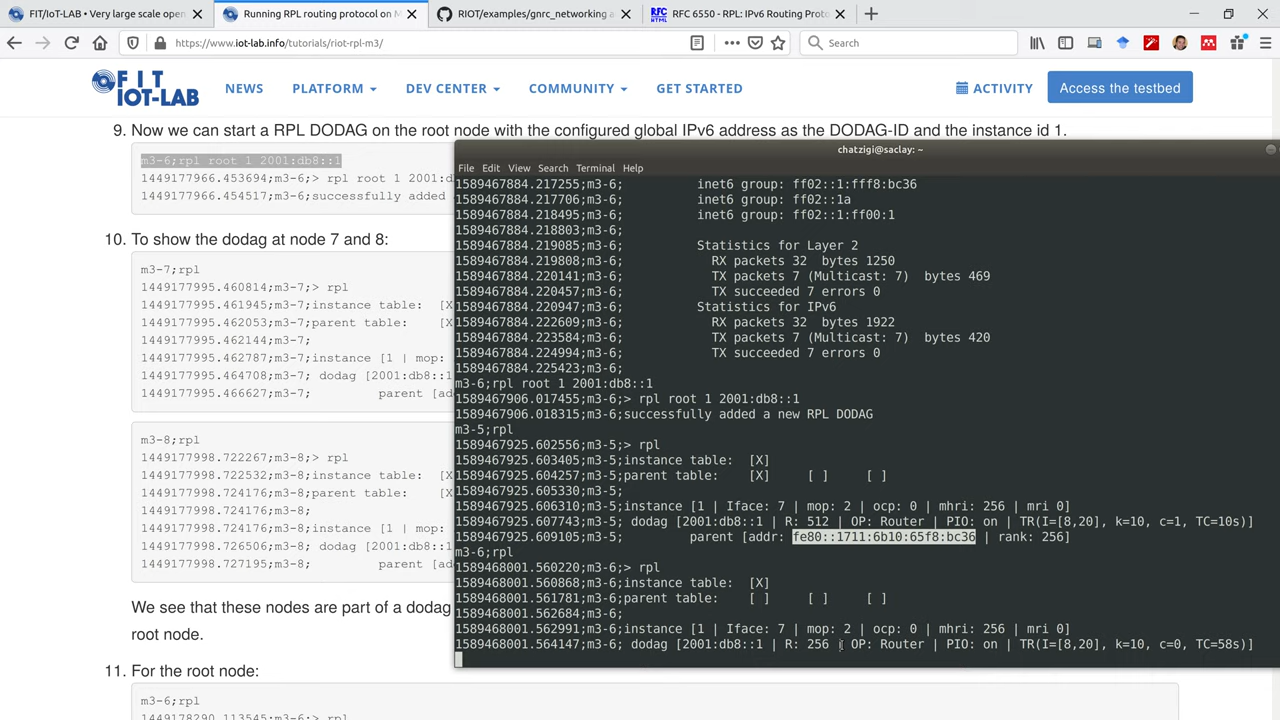 FIT/IoT-LAB • Very large scale open
Running RPL routing protocol on M
RIOT/examples/gnrc_networking a
RFC 6550 - RPL: IPv6 Routing Proto
https://www.iot-lab.info/tutorials/riot-rpl-m3/
Search
FIT IOT-LAB
NEWS
PLATFORM
DEV CENTER
COMMUNITY
GET STARTED
ACTIVITY
Access the testbed
9. Now we can start a RPL DODAG on the root node with the configured global IPv6 address as the DODAG-ID and the instance id 1.
m3-6;rpl root 1 2001:db8::1
1449177966.453694;m3-6;> rpl root 1 2001:d
1449177966.454517;m3-6;successfully added
10. To show the dodag at node 7 and 8:
m3-7;rpl
1449177995.460814;m3-7;> rpl
1449177995.461945;m3-7;instance table: [X
1449177995.462053;m3-7;parent table: [X
1449177995.462144;m3-7;
1449177995.462787;m3-7;instance [1 | mop:
1449177995.464708;m3-7; dodag [2001:db8::1
1449177995.466627;m3-7; parent [ad
m3-8;rpl
1449177998.722267;m3-8;> rpl
1449177998.722532;m3-8;instance table: [X
1449177998.724176;m3-8;parent table: [X
1449177998.724176;m3-8;
1449177998.724176;m3-8;instance [1 | mop:
1449177998.724176;m3-8; dodag [2001:db8::1
1449177998.727195;m3-8; parent [ad
We see that these nodes are part of a dodag
root node.
11. For the root node:
m3-6;rpl
1449178290.113545;m3-6;> rpl
chatzigi@saclay: ~
File Edit View Search Terminal Help
1589467884.217255;m3-6; inet6 group: ff02::1:fff8:bc36
1589467884.217706;m3-6; inet6 group: ff02::1a
1589467884.218495;m3-6; inet6 group: ff02::1:ff00:1
1589467884.218803;m3-6;
1589467884.219085;m3-6; Statistics for Layer 2
1589467884.219808;m3-6; RX packets 32 bytes 1250
1589467884.220141;m3-6; TX packets 7 (Multicast: 7) bytes 469
1589467884.220457;m3-6; TX succeeded 7 errors 0
1589467884.220947;m3-6; Statistics for IPv6
1589467884.222609;m3-6; RX packets 32 bytes 1922
1589467884.223584;m3-6; TX packets 7 (Multicast: 7) bytes 420
1589467884.224994;m3-6; TX succeeded 7 errors 0
1589467884.225423;m3-6;
m3-6;rpl root 1 2001:db8::1
1589467906.017455;m3-6;> rpl root 1 2001:db8::1
1589467906.018315;m3-6;successfully added a new RPL DODAG
m3-5;rpl
1589467925.602556;m3-5;> rpl
1589467925.603405;m3-5;instance table: [X]
1589467925.604257;m3-5;parent table: [X] [ ] [ ]
1589467925.605330;m3-5;
1589467925.606310;m3-5;instance [1 | Iface: 7 | mop: 2 | ocp: 0 | mhri: 256 | mri 0]
1589467925.607743;m3-5; dodag [2001:db8::1 | R: 512 | OP: Router | PIO: on | TR(I=[8,20], k=10, c=1, TC=10s)]
1589467925.609105;m3-5; parent [addr: fe80::1711:6b10:65f8:bc36 | rank: 256]
m3-6;rpl
1589468001.560220;m3-6;> rpl
1589468001.560868;m3-6;instance table: [X]
1589468001.561781;m3-6;parent table: [ ] [ ] [ ]
1589468001.562684;m3-6;
1589468001.562991;m3-6;instance [1 | Iface: 7 | mop: 2 | ocp: 0 | mhri: 256 | mri 0]
1589468001.564147;m3-6; dodag [2001:db8::1 | R: 256 | OP: Router | PIO: on | TR(I=[8,20], k=10, c=0, TC=58s)]